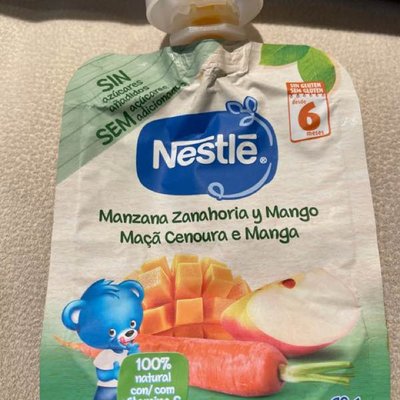 SIN
azúcares
añadidos
SEM açúcares
adicionados
SIN GLUTEN
SEM GLÚTEN
desde
6
meses
Nestlé®
Manzana Zanahoria y Mango
Maçã Cenoura e Manga
100%
natural
con/com